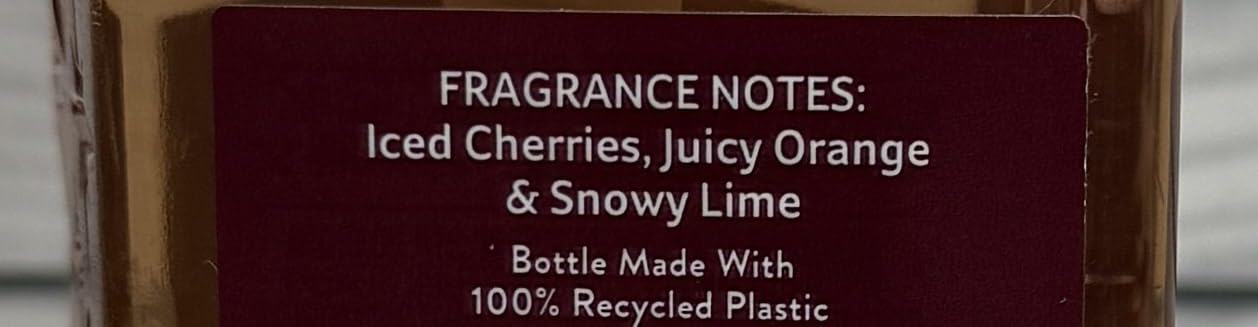 FRAGRANCE NOTES:
Iced Cherries, Juicy Orange
& Snowy Lime
Bottle Made With
100% Recycled Plastic